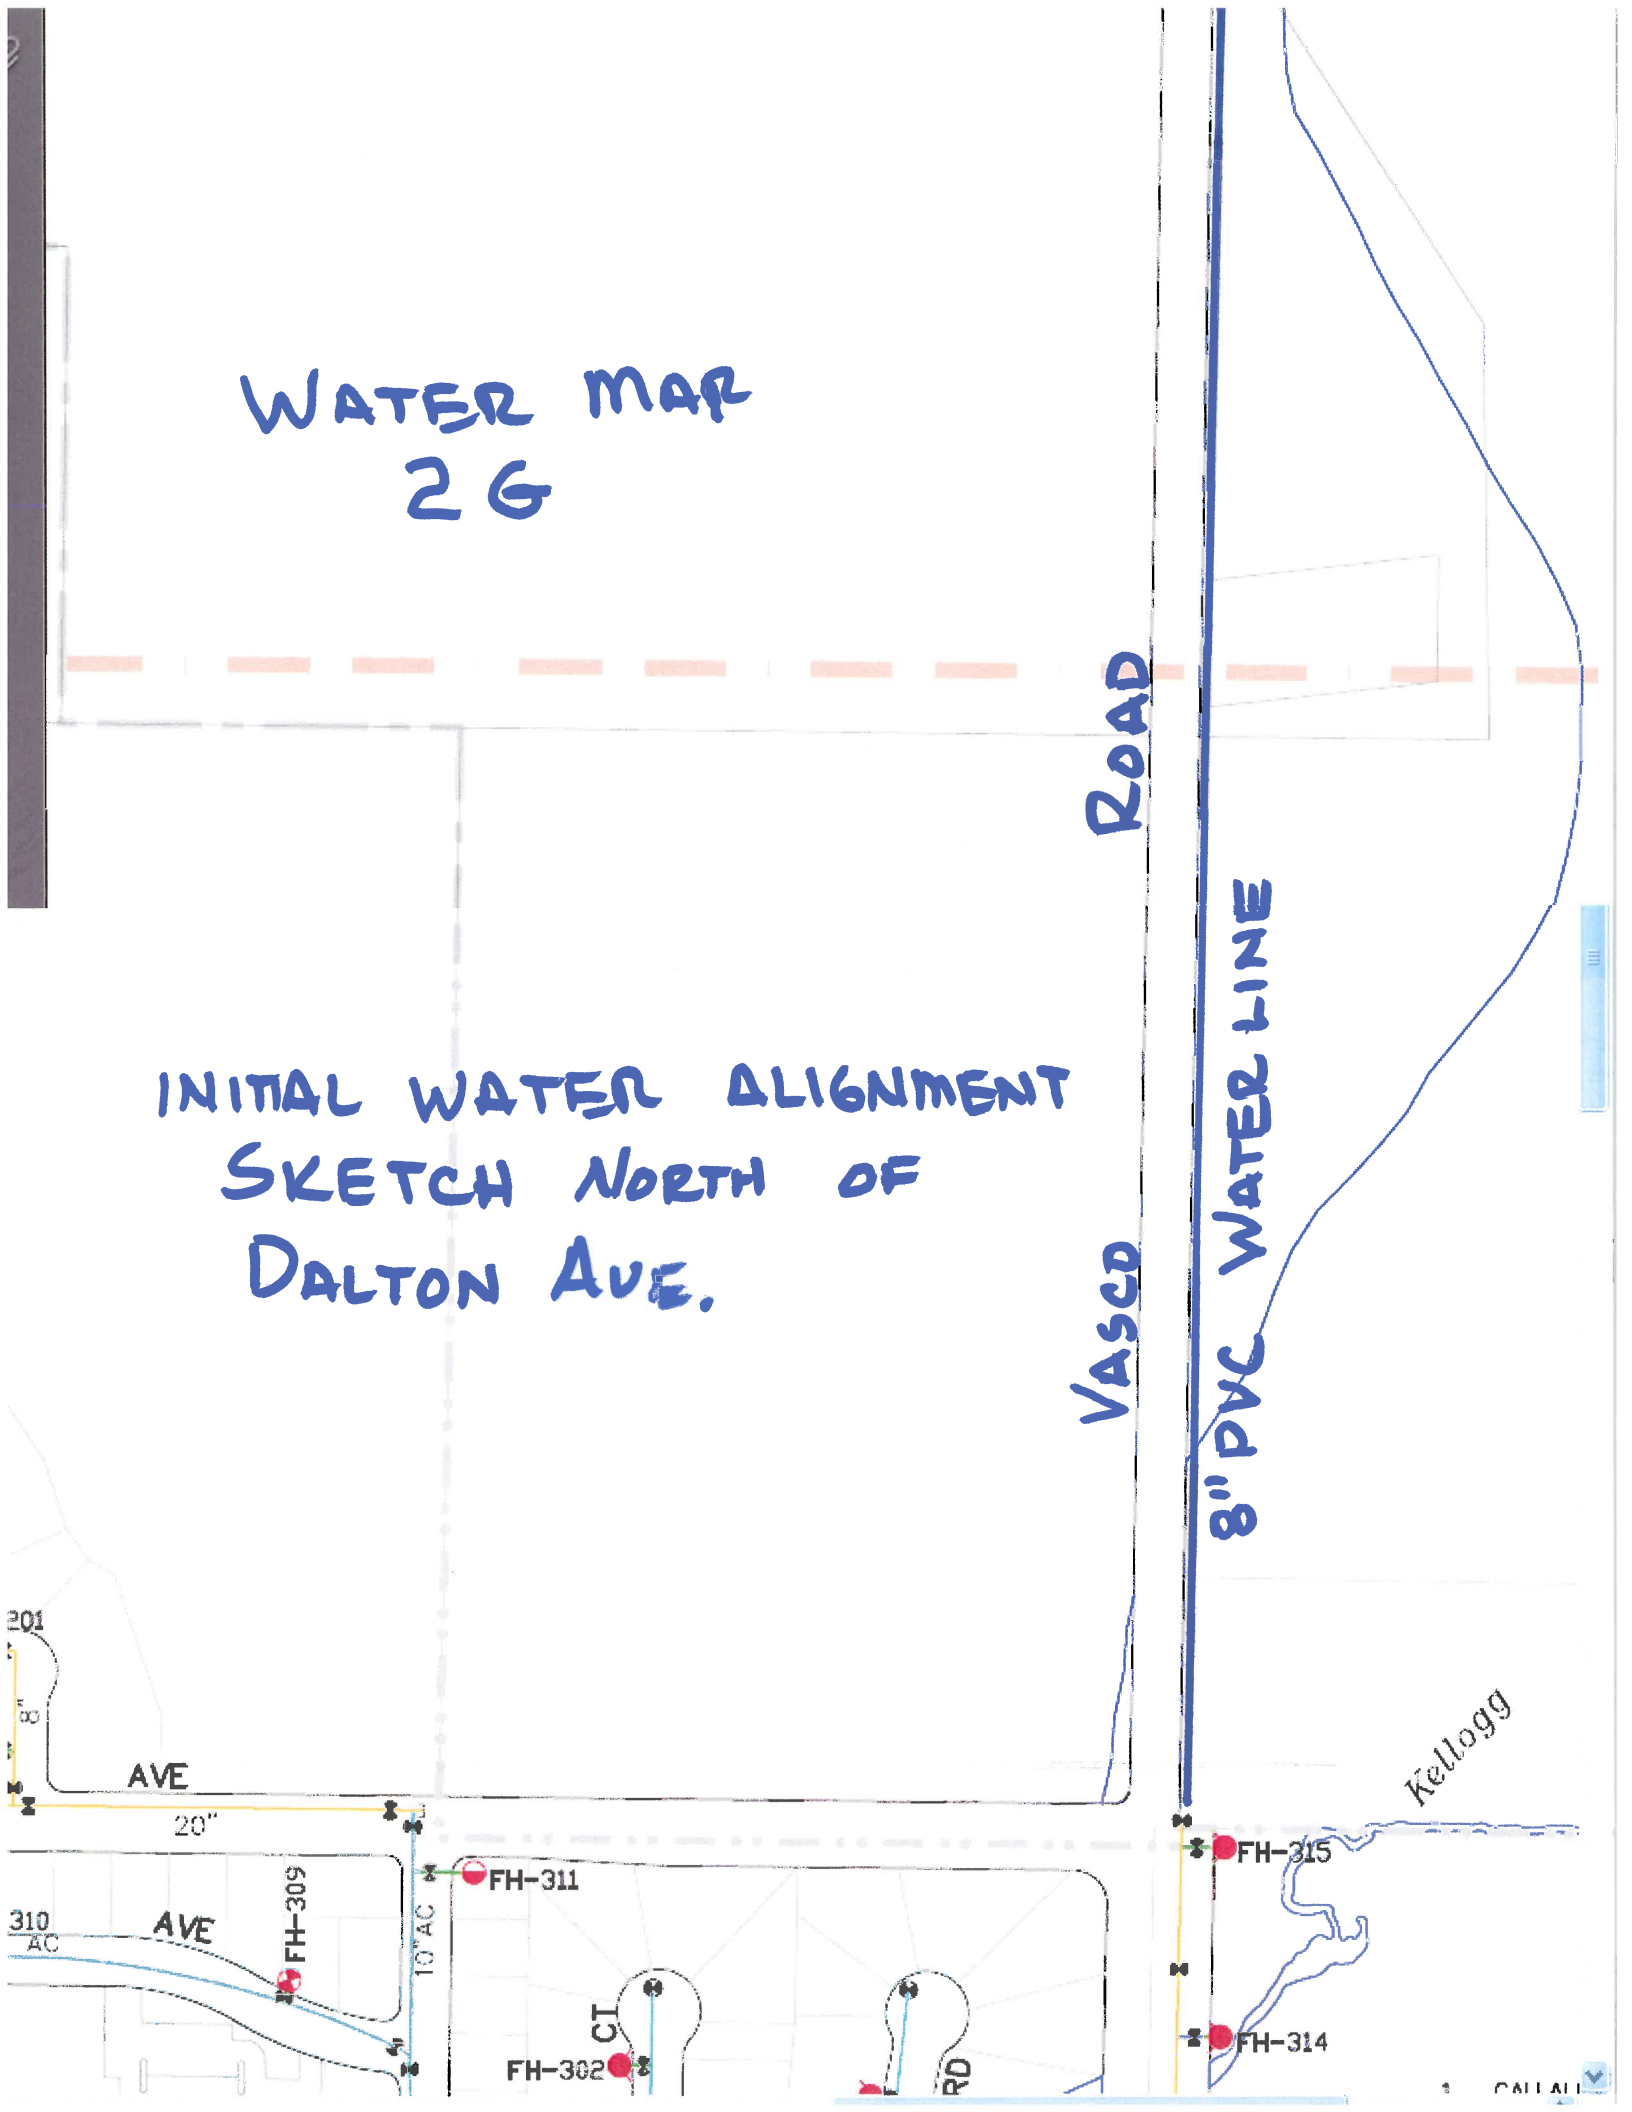 WATER MAP
2 G
ROAD
INITIAL WATER ALIGNMENT
SKETCH NORTH OF
DALTON AVE.
VASCO
8" PVC WATER LINE
201
8"
AVE
20"
Kellogg
FH-315
FH-311
FH-309
310
AC
AVE
10"AC
CT
FH-302
RD
FH-314